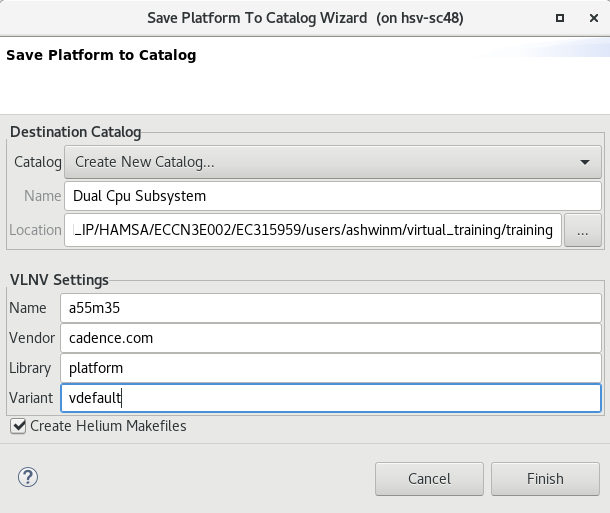 Save Platform To Catalog Wizard (on hsv-sc48)
Save Platform to Catalog
Destination Catalog
Catalog Create New Catalog...
Name Dual Cpu Subsystem
Location _IP/HAMSA/ECCN3E002/EC315959/users/ashwinm/virtual_training/training ...
VLNV Settings
Name a55m35
Vendor cadence.com
Library platform
Variant vdefault
Create Helium Makefiles
? Cancel Finish